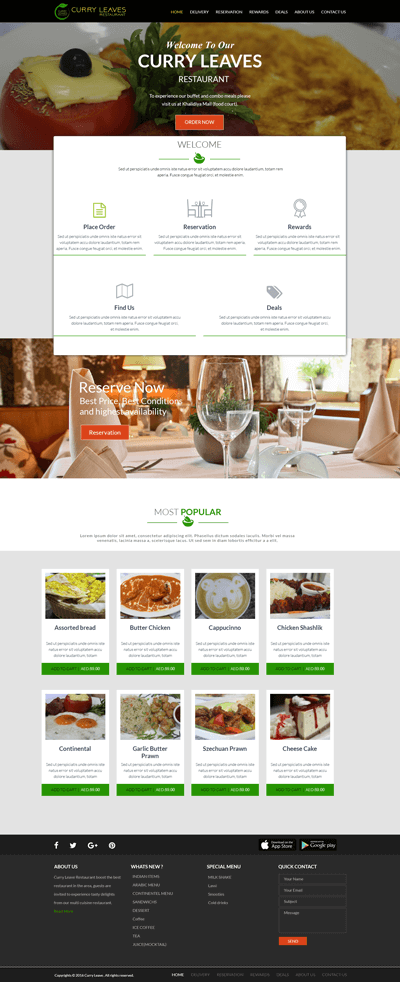 CURRY LEAVES
RESTAURANT
HOME DELIVERY RESERVATION REWARDS DEALS ABOUT US CONTACT US
Welcome To Our
CURRY LEAVES
RESTAURANT
To experience our buffet and combo meals please
visit us at Khalidiya Mall (food court).
ORDER NOW
WELCOME
Sed ut perspiciatis unde omnis iste natus error sit voluptatem accu dolore laudantium, totam rem
aperia. Fusce congue feugiat orci, et molestie enim
Place Order
Sed ut perspiciatis unde omnis iste natus error sit
voluptatem accu dolore laudantium, totam rem
aperia. Fusce congue feugiat orci, et molestie enim
Reservation
Sed ut perspiciatis unde omnis iste natus error sit
voluptatem accu dolore laudantium, totam rem
aperia. Fusce congue feugiat orci, et molestie enim
Rewards
Sed ut perspiciatis unde omnis iste natus error sit
voluptatem accu dolore laudantium, totam rem
aperia. Fusce congue feugiat orci, et molestie enim
Find Us
Sed ut perspiciatis unde omnis iste natus error sit
voluptatem accu dolore laudantium, totam rem
aperia. Fusce congue feugiat orci,
et molestie enim
Deals
Sed ut perspiciatis unde omnis iste natus error sit
voluptatem accu dolore laudantium, totam rem
aperia. Fusce congue feugiat orci,
et molestie enim
Reserve Now
Best Price, Best Conditions
and highest availability
Reservation
MOST POPULAR
Lorem ipsum dolor sit amet, consectetur adipiscing elit. Phasellus dictum sodales iaculis. Morbi vel massa
venenatis, lacinia massa a, scelerisque lacus. Ut sed sem in diam lobortis efficitur a a elit.
Assorted bread
Sed ut perspiciatis unde omnis iste
natus error sit voluptatem accu
dolore laudantium, totam
ADD TO CART | AED 80.00
Butter Chicken
Sed ut perspiciatis unde omnis iste
natus error sit voluptatem accu
dolore laudantium, totam
ADD TO CART | AED 80.00
Cappucinno
Sed ut perspiciatis unde omnis iste
natus error sit voluptatem accu
dolore laudantium, totam
ADD TO CART | AED 80.00
Chicken Shashlik
Sed ut perspiciatis unde omnis iste
natus error sit voluptatem accu
dolore laudantium, totam
ADD TO CART | AED 80.00
Continental
Sed ut perspiciatis unde omnis iste
natus error sit voluptatem accu
dolore laudantium, totam
ADD TO CART | AED 80.00
Garlic Butter
Prawn
Sed ut perspiciatis unde omnis iste
natus error sit voluptatem accu
dolore laudantium, totam
ADD TO CART | AED 80.00
Szechuan Prawn
Sed ut perspiciatis unde omnis iste
natus error sit voluptatem accu
dolore laudantium, totam
ADD TO CART | AED 80.00
Cheese Cake
Sed ut perspiciatis unde omnis iste
natus error sit voluptatem accu
dolore laudantium, totam
ADD TO CART | AED 80.00
App Store
Google play
ABOUT US
Curry Leave Restaurant boost the best
restaurant in the area, guests are
invited to experience tasty delights
from our multi cuisine restaurant
Read More
WHATS NEW ?
INDIAN ITEMS
ARABIC MENU
CONTINENTEL MENU
SANDWICHS
DESSERT
Coffee
ICE COFFEE
TEA
JUICE(MOCKTAIL)
SPECIAL MENU
MILK SHAKE
Lassi
Cold drinks
QUICK CONTACT
Your Name
Your Email
Subject
Message
SEND
Copyrights © 2016 Curry Leave. All rights reserved.
HOME DELIVERY RESERVATION REWARDS DEALS ABOUT US CONTACT US